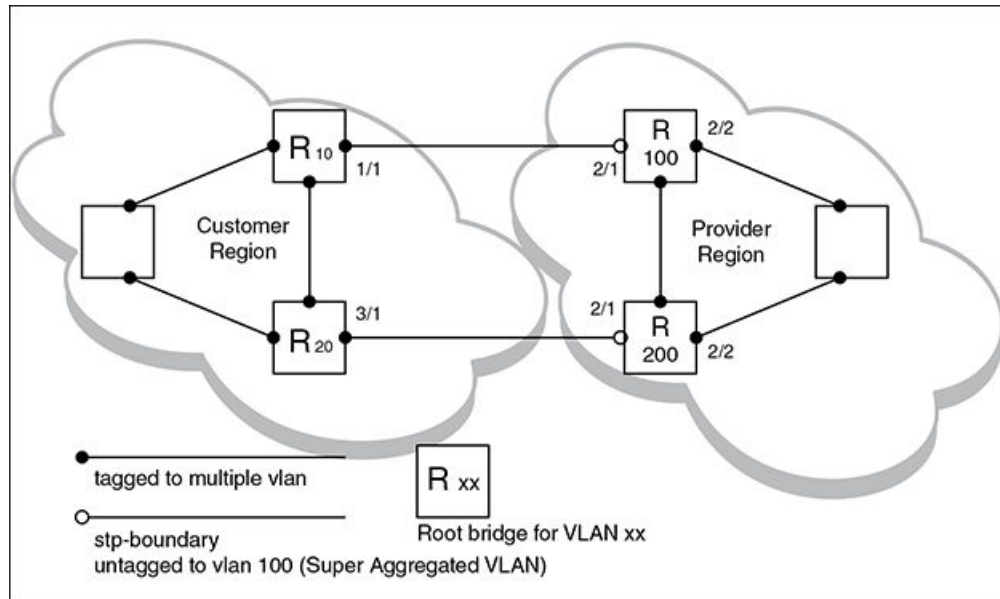 R 10
1/1
Customer
Region
R 20
3/1
R
100
2/2
2/1
Provider
Region
2/1
R
200
2/2
tagged to multiple vlan
stp-boundary
untagged to vlan 100 (Super Aggregated VLAN)
R xx
Root bridge for VLAN xx